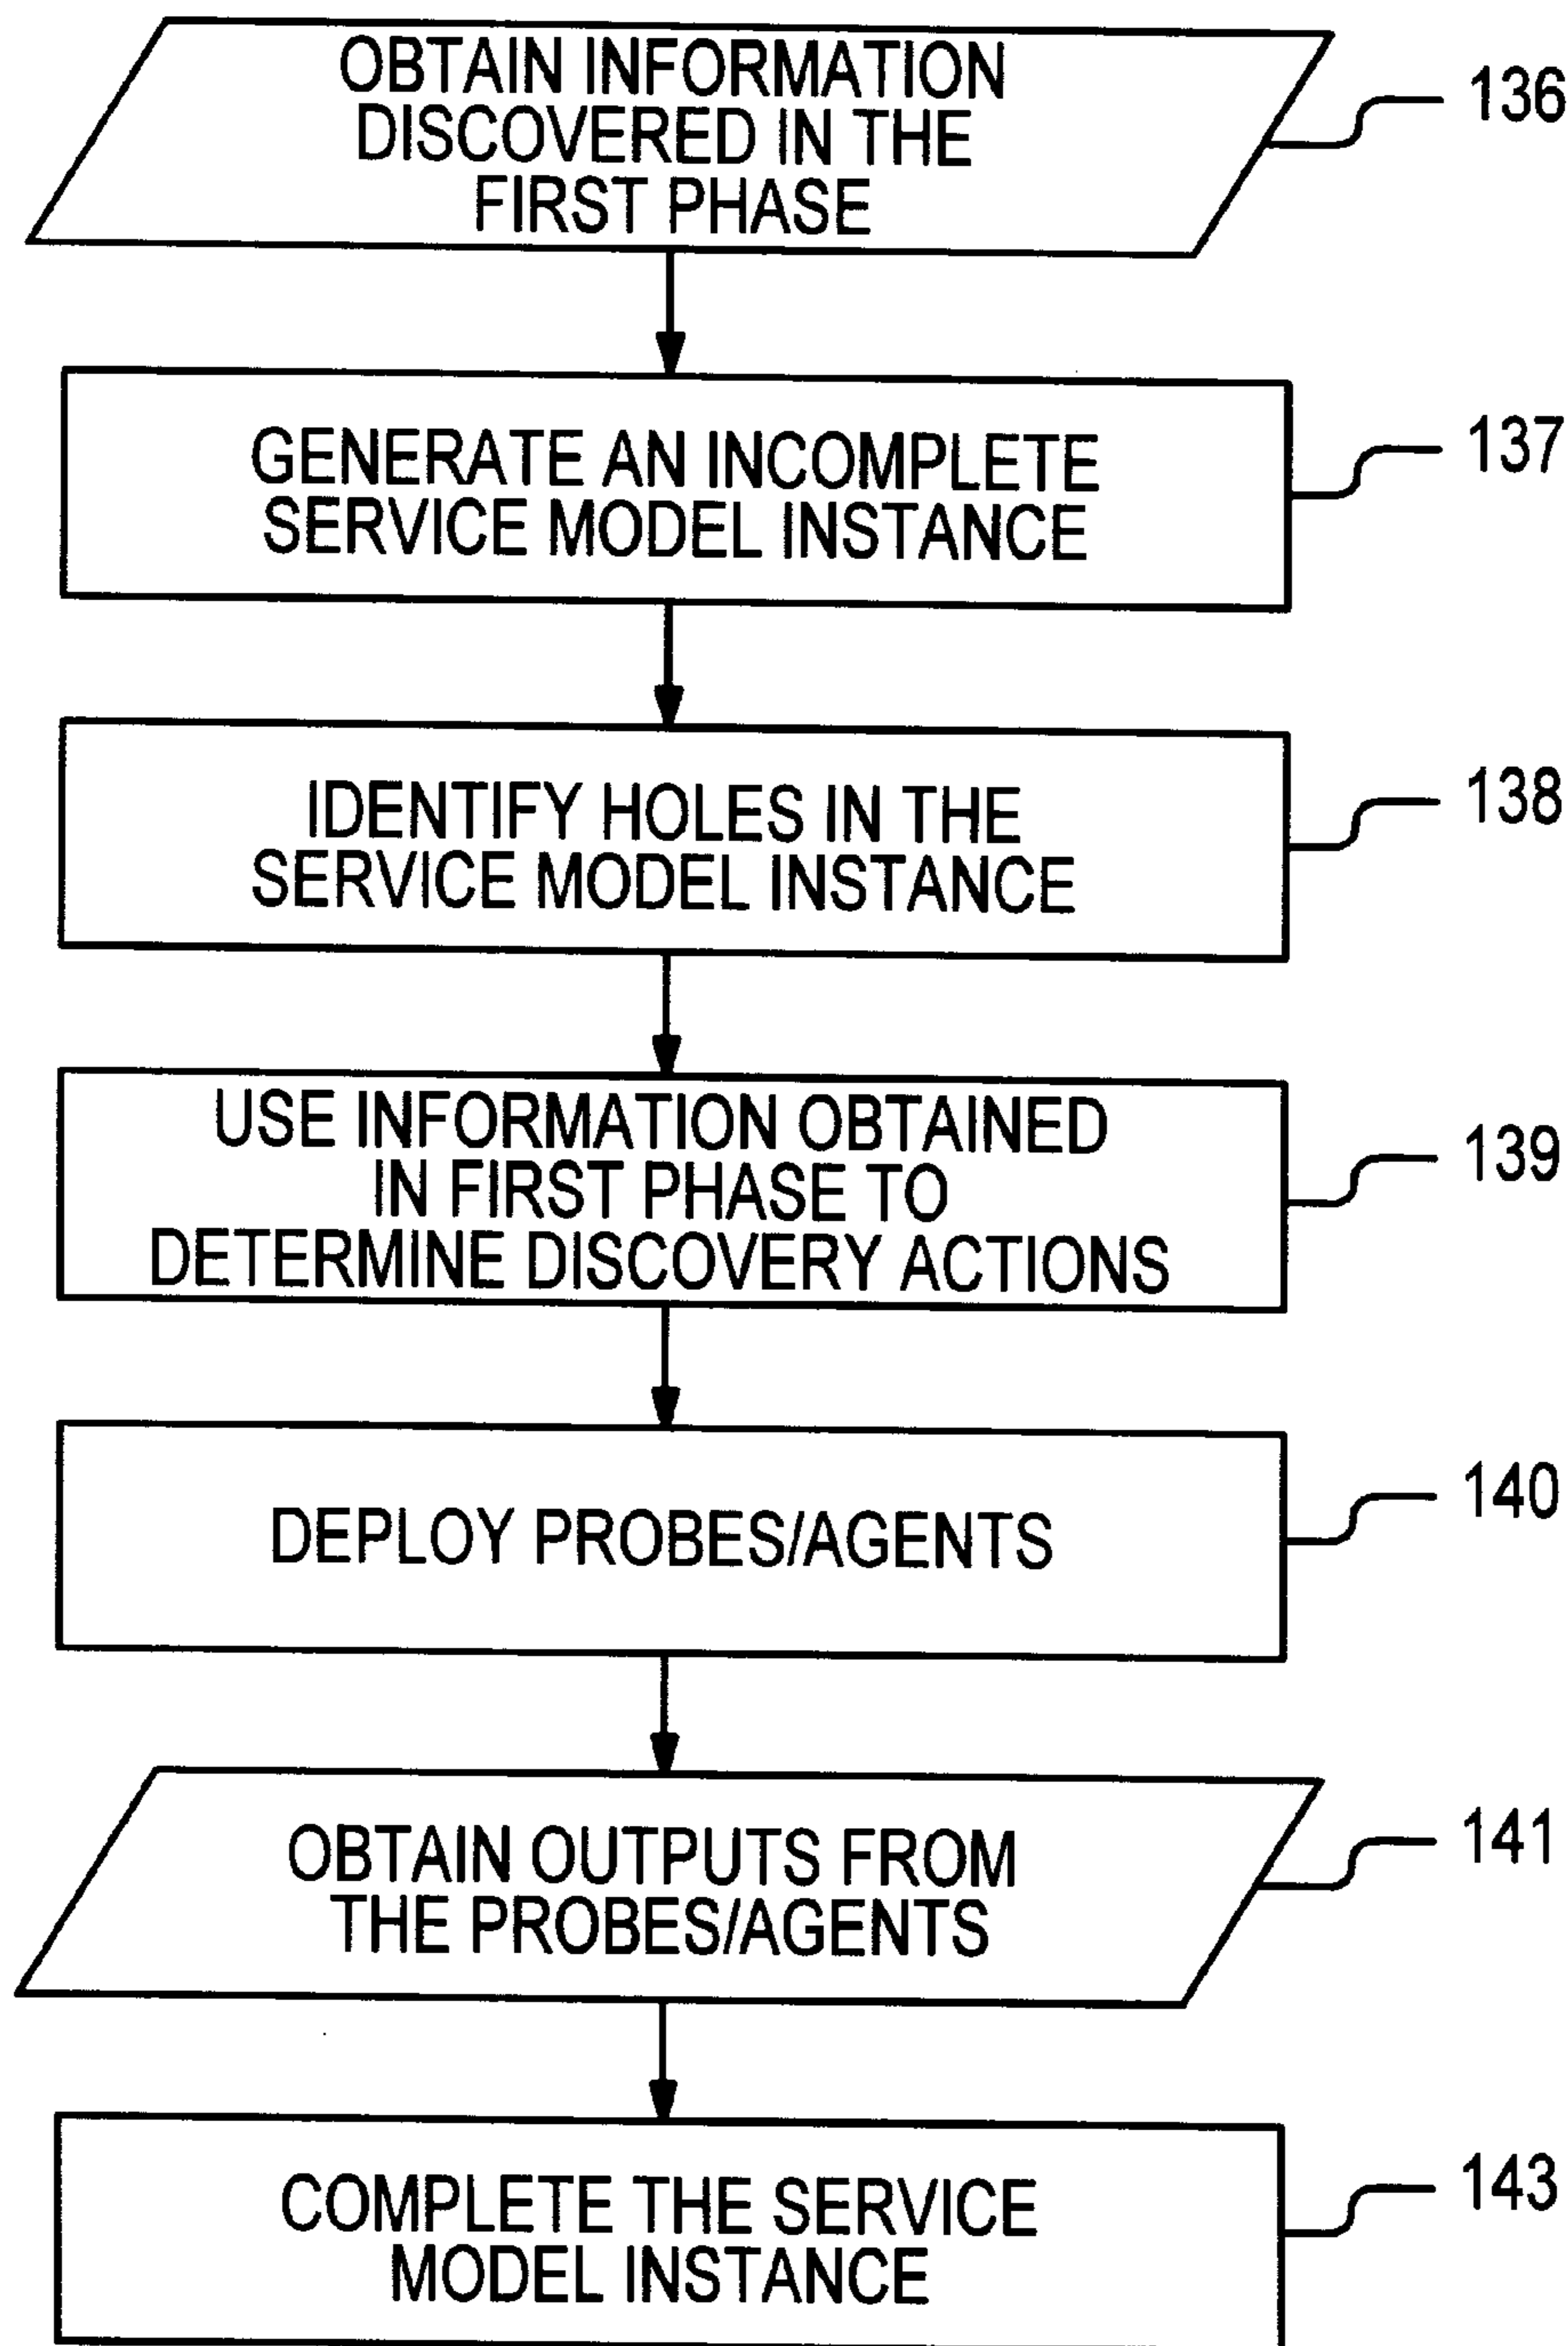 OBTAIN INFORMATION
DISCOVERED IN THE
FIRST PHASE
136
GENERATE AN INCOMPLETE
SERVICE MODEL INSTANCE
137
IDENTIFY HOLES IN THE
SERVICE MODEL INSTANCE
138
USE INFORMATION OBTAINED
IN FIRST PHASE TO
DETERMINE DISCOVERY ACTIONS
139
DEPLOY PROBES/AGENTS
140
OBTAIN OUTPUTS FROM
THE PROBES/AGENTS
141
COMPLETE THE SERVICE
MODEL INSTANCE
143